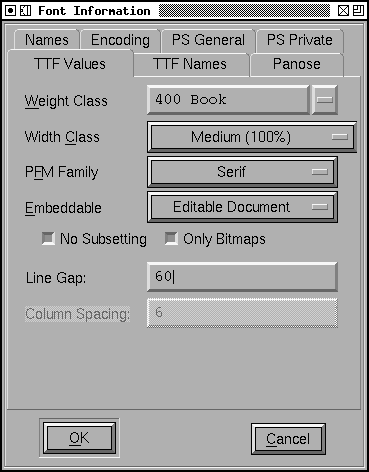 Font Information
Names Encoding PS General PS Private
TTF Values TTF Names Panose
Weight Class 400 Book
Width Class Medium (100%)
PFM Family Serif
Embeddable Editable Document
No Subsetting Only Bitmaps
Line Gap: 60
Column Spacing: 6
OK Cancel